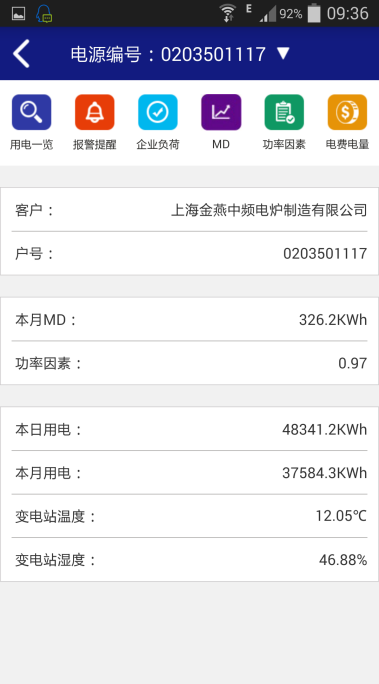 E 92% 09:36
电源编号：0203501117 ▼
用电一览 报警提醒 企业负荷 MD 功率因素 电费电量
客户： 上海金燕中频电炉制造有限公司
户号： 0203501117
本月MD： 326.2KWh
功率因素： 0.97
本日用电： 48341.2KWh
本月用电： 37584.3KWh
变电站温度： 12.05℃
变电站湿度： 46.88%